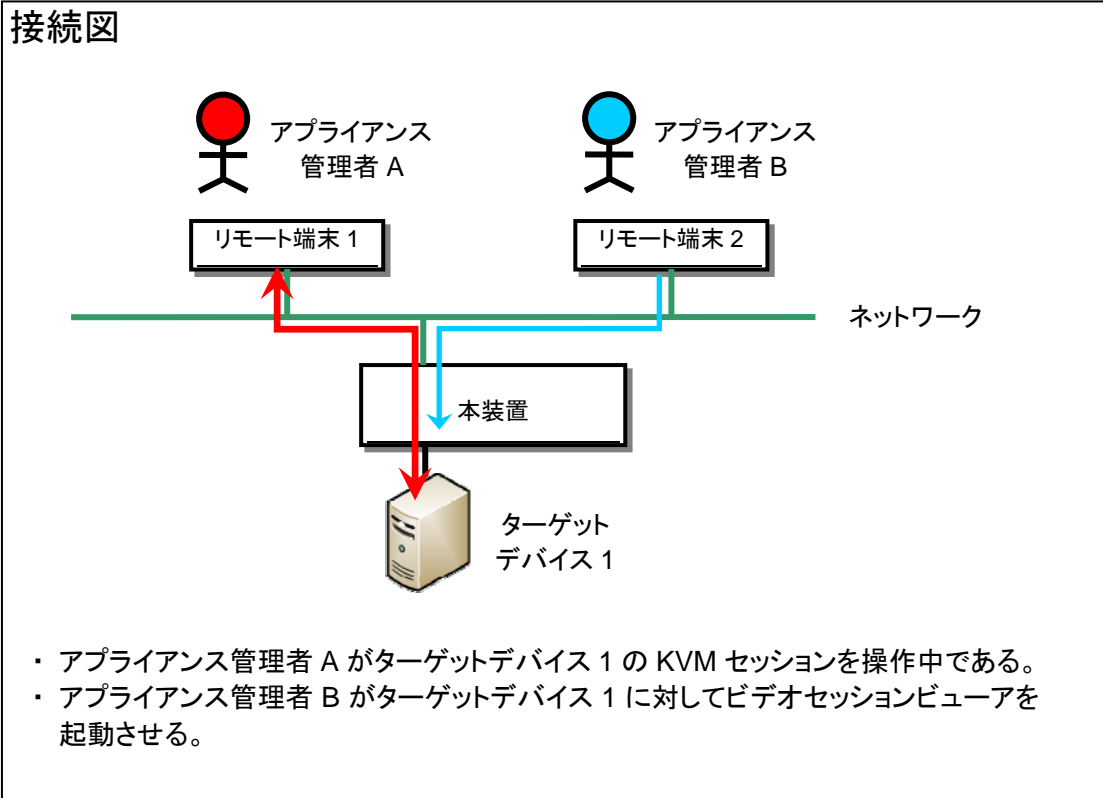 接続図
アプライアンス
管理者 A
アプライアンス
管理者 B
リモート端末 1
リモート端末 2
ネットワーク
本装置
ターゲット
デバイス 1
・ アプライアンス管理者 A がターゲットデバイス 1 の KVM セッションを操作中である。
・ アプライアンス管理者 B がターゲットデバイス 1 に対してビデオセッションビューアを
起動させる。